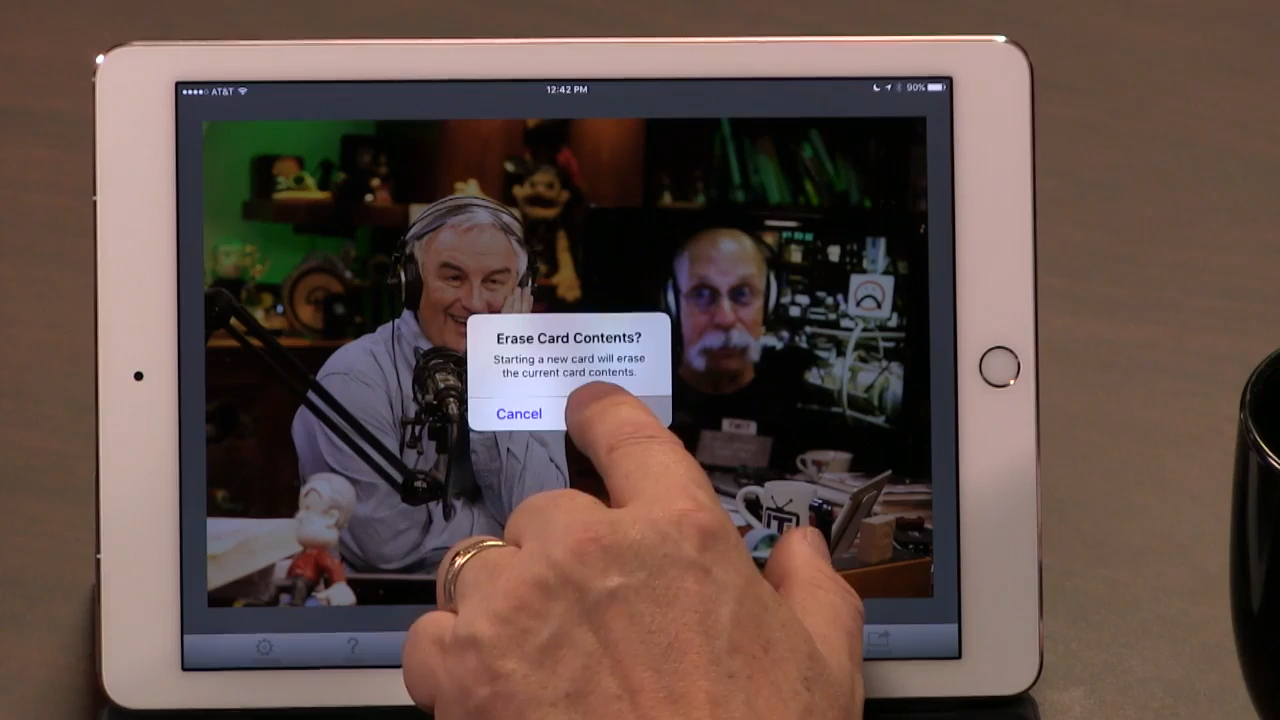 AT&T
12:42 PM
90%
Erase Card Contents?
Starting a new card will erase
the current card contents.
Cancel
?